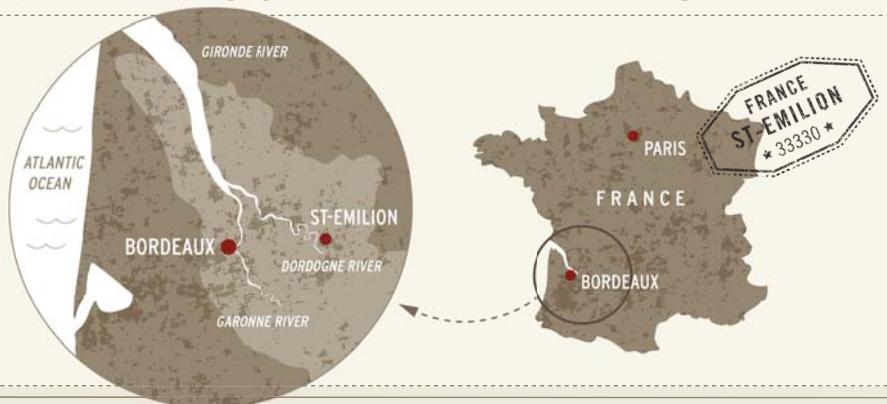 GIRONDE RIVER
ATLANTIC
OCEAN
ST-EMILION
BORDEAUX
DORDOGNE RIVER
GARONNE RIVER
PARIS
FRANCE
BORDEAUX
FRANCE
ST-EMILION
★ 33330 ★